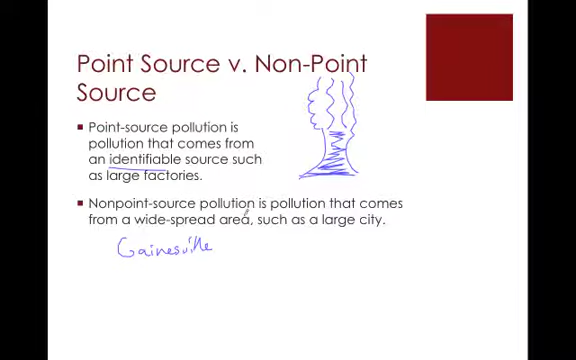 Point Source v. Non-Point
Source
Point-source pollution is
pollution that comes from
an identifiable source such
as large factories.
Nonpoint-source pollution is pollution that comes
from a wide-spread area, such as a large city.
Gainesville